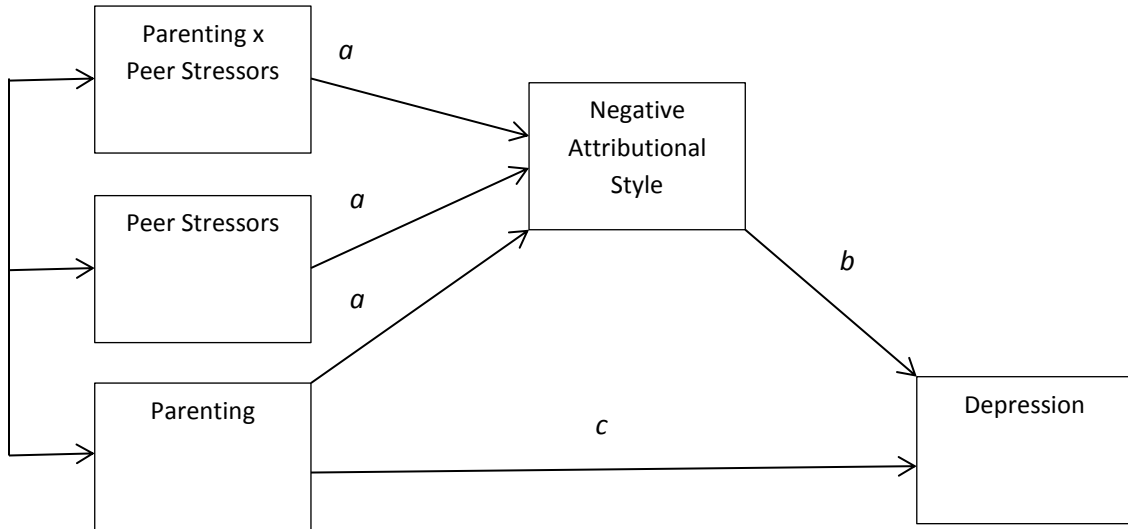 Parenting x
Peer Stressors
a
Negative
Attributional
Style
Peer Stressors
a
b
a
Parenting
c
Depression